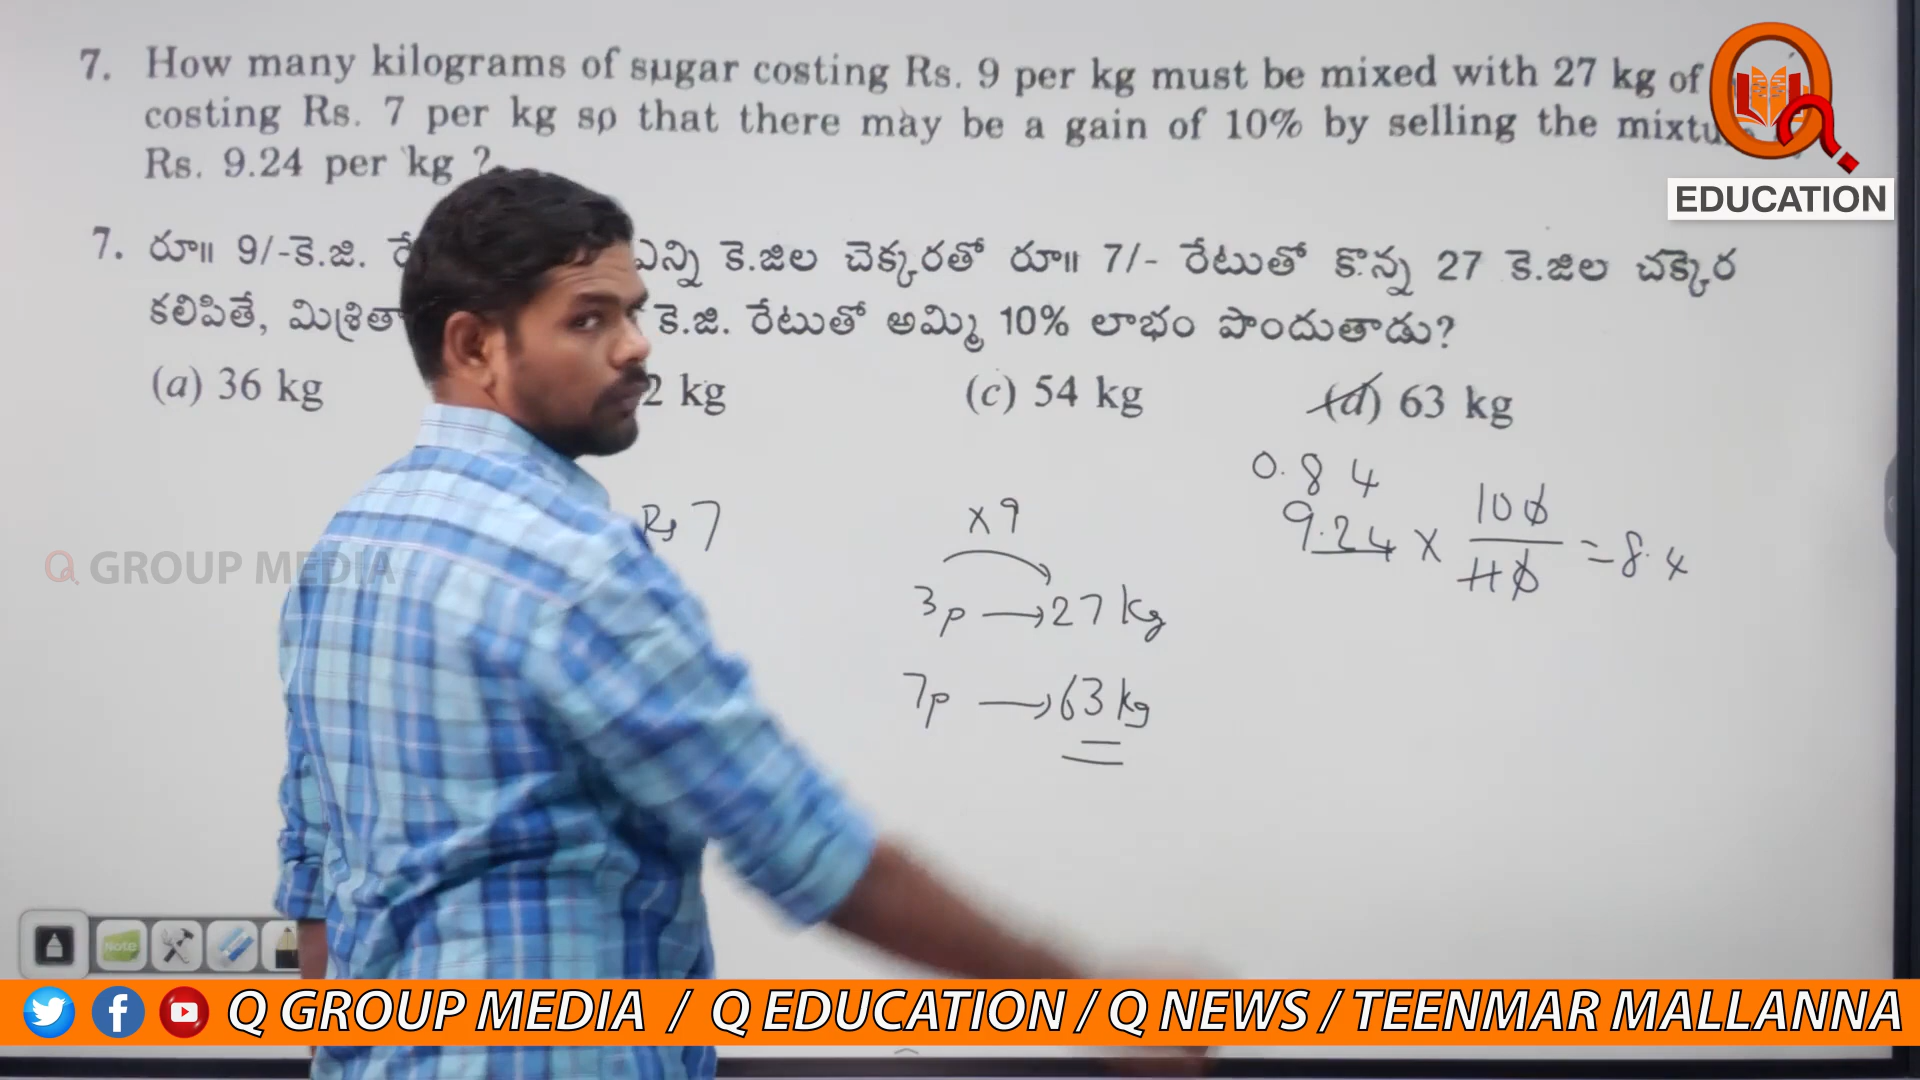 7. How many kilograms of sugar costing Rs. 9 per kg must be mixed with 27 kg of
costing Rs. 7 per kg so that there may be a gain of 10% by selling the
Rs. 9.24 per kg ?
EDUCATION
7. రూ॥ 9/-కె.జి. ఎన్ని కె.జిల చెక్కరతో రూ॥ 7/- రేటుతో కొన్న 27 కె.జిల చక్కెర
కలిపితే, కె.జి. రేటుతో అమ్మి 10% లాభం పొందుతాడు?
(a) 36 kg 2 kg (c) 54 kg (d) 63 kg
0.84
Rs 7 x 9 9.24 x 100/110 = 8.4
3p → 27 kg
7p → 63 kg
Q GROUP MEDIA
Note
Q GROUP MEDIA / Q EDUCATION / Q NEWS / TEENMAR MALLANNA